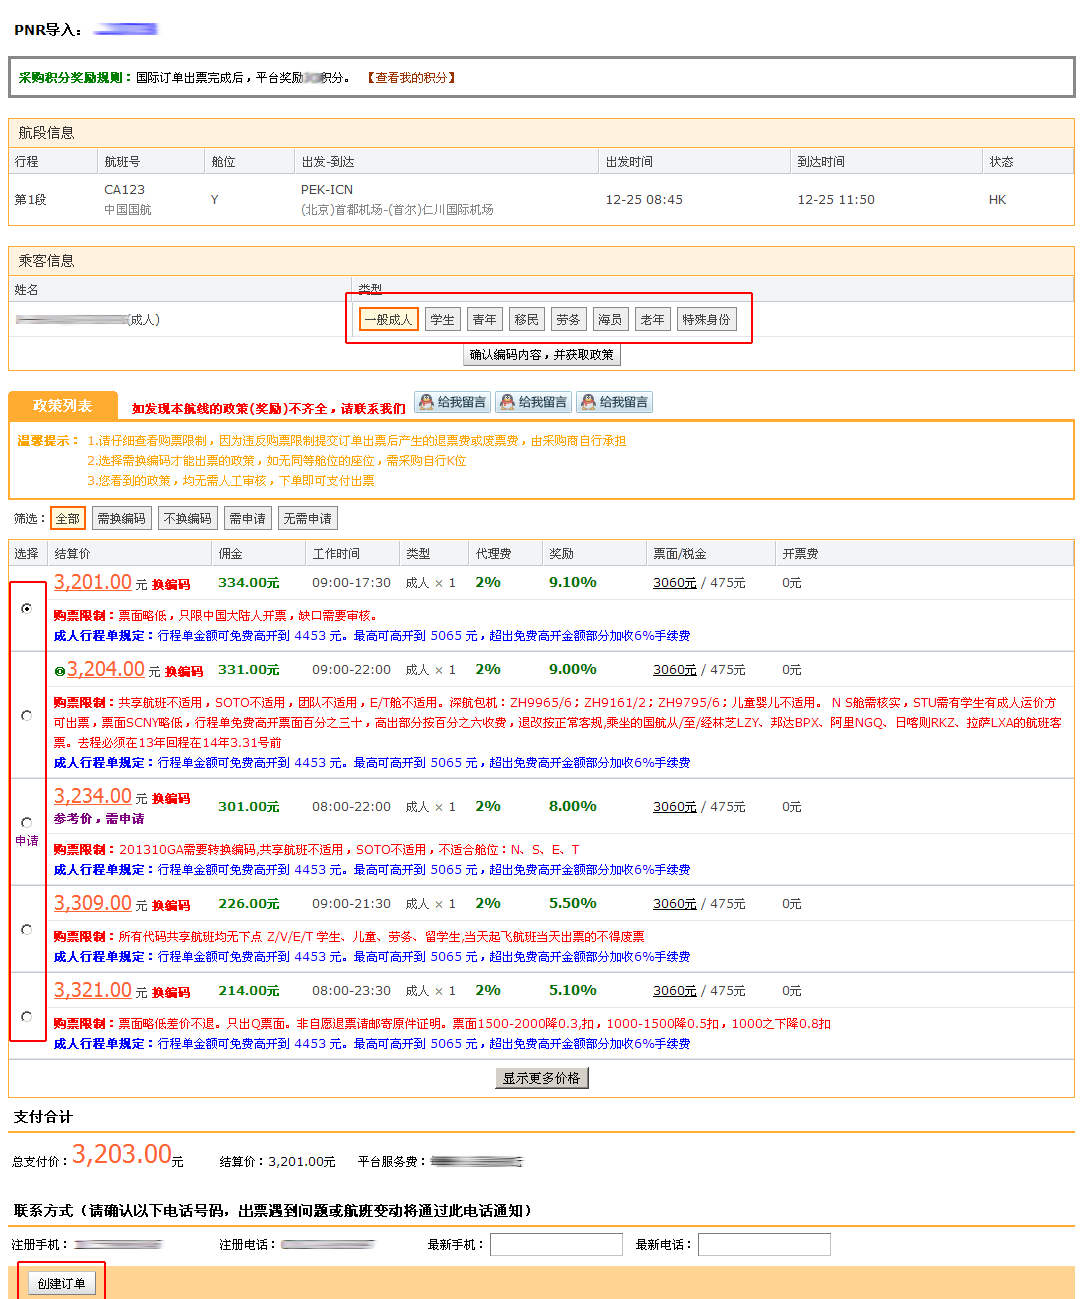 PNR导入：
采购积分奖励规则：国际订单出票完成后，平台奖励 积分。 【查看我的积分】
航段信息
行程 航班号 舱位 出发-到达 出发时间 到达时间 状态
第1段 CA123 Y PEK-ICN 12-25 08:45 12-25 11:50 HK
中国国航 (北京)首都机场-(首尔)仁川国际机场
乘客信息
姓名 类型
(成人) 一般成人 学生 青年 移民 劳务 海员 老年 特殊身份
确认编码内容，并获取政策
政策列表 如发现本航线的政策(奖励)不齐全，请联系我们 给我留言 给我留言 给我留言
温馨提示： 1.请仔细查看购票限制，因为违反购票限制提交订单出票后产生的退票费或废票费，由采购商自行承担
2.选择需换编码才能出票的政策，如无同等舱位的座位，需采购自行K位
3.您看到的政策，均无需人工审核，下单即可支付出票
筛选： 全部 需换编码 不换编码 需申请 无需申请
选择 结算价 佣金 工作时间 类型 代理费 奖励 票面/税金 开票费
3,201.00 元 换编码 334.00元 09:00-17:30 成人 × 1 2% 9.10% 3060元 / 475元 0元
购票限制：票面略低，只限中国大陆人开票，缺口需要审核。
成人行程单规定：行程单金额可免费高开到 4453 元。最高可高开到 5065 元，超出免费高开金额部分加收6%手续费
3,204.00 元 换编码 331.00元 09:00-22:00 成人 × 1 2% 9.00% 3060元 / 475元 0元
购票限制：共享航班不适用，SOTO不适用，团队不适用，E/T舱不适用。深航包机：ZH9965/6；ZH9161/2；ZH9795/6；儿童婴儿不适用。 N S舱需核实，STU需有学生有成人运价方
可出票，票面SCNY略低，行程单免费高开票面百分之三十，高出部分按百分之六收费，退改按正常客规,乘坐的国航从/至/经林芝LZY、邦达BPX、阿里NGQ、日喀则RKZ、拉萨LXA的航班客
票。去程必须在13年回程在14年3.31号前
成人行程单规定：行程单金额可免费高开到 4453 元。最高可高开到 5065 元，超出免费高开金额部分加收6%手续费
3,234.00 元 换编码 301.00元 08:00-22:00 成人 × 1 2% 8.00% 3060元 / 475元 0元
参考价，需申请
申请
购票限制：201310GA需要转换编码,共享航班不适用，SOTO不适用，不适合舱位：N、S、E、T
成人行程单规定：行程单金额可免费高开到 4453 元。最高可高开到 5065 元，超出免费高开金额部分加收6%手续费
3,309.00 元 换编码 226.00元 09:00-21:30 成人 × 1 2% 5.50% 3060元 / 475元 0元
购票限制：所有代码共享航班均无下点 Z/V/E/T 学生、儿童、劳务、留学生,当天起飞航班当天出票的不得废票
成人行程单规定：行程单金额可免费高开到 4453 元。最高可高开到 5065 元，超出免费高开金额部分加收6%手续费
3,321.00 元 换编码 214.00元 08:00-23:30 成人 × 1 2% 5.10% 3060元 / 475元 0元
购票限制：票面略低差价不退。只出Q票面。非自愿退票请邮寄原件证明。票面1500-2000降0.3,扣，1000-1500降0.5扣，1000之下降0.8扣
成人行程单规定：行程单金额可免费高开到 4453 元。最高可高开到 5065 元，超出免费高开金额部分加收6%手续费
显示更多价格
支付合计
总支付价：3,203.00元 结算价：3,201.00元 平台服务费：
联系方式（请确认以下电话号码，出票遇到问题或航班变动将通过此电话通知）
注册手机： 注册电话： 最新手机： 最新电话：
创建订单